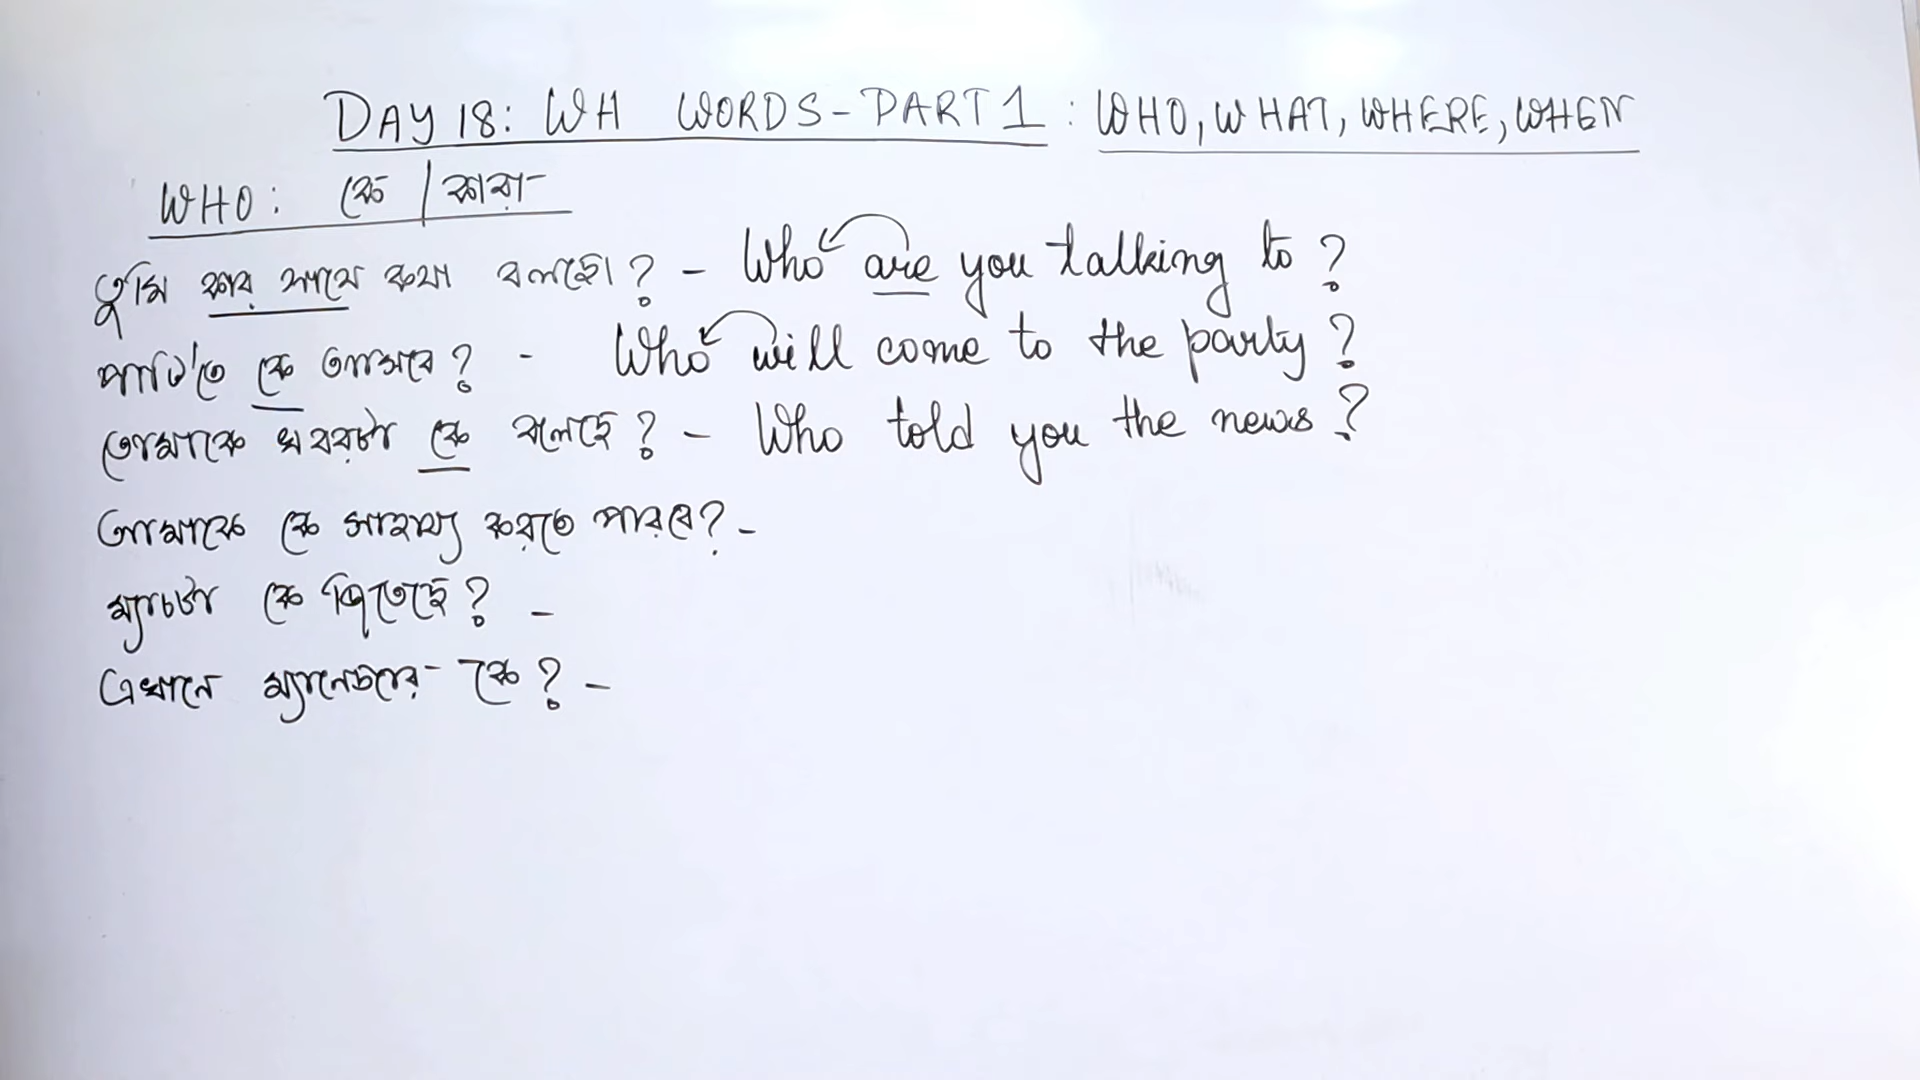 DAY 18: WH WORDS - PART 1 : WHO, WHAT, WHERE, WHEN
WHO: কে / কারা
তুমি কার সাথে কথা বলছো? - Who are you talking to?
পার্টিতে কে আসবে? - Who will come to the party?
তোমাকে খবরটা কে বলেছে? - Who told you the news?
আমাকে কে সাহায্য করতে পারবে? -
ম্যাচটা কে জিতেছে? -
এখানে ম্যানেজার কে? -